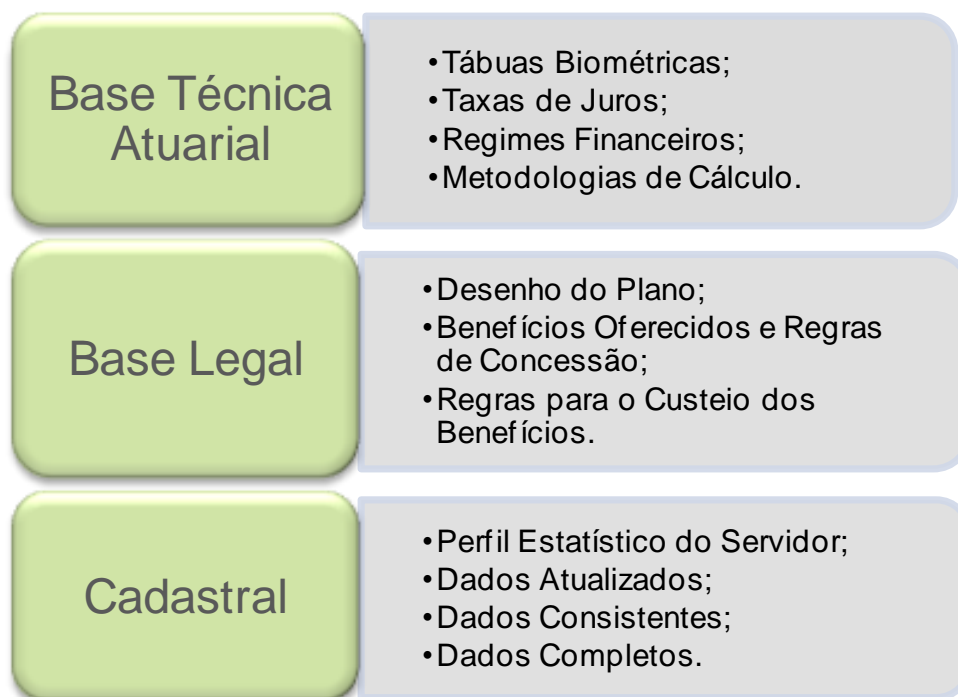 Base Técnica
Atuarial
•Tábuas Biométricas;
•Taxas de Juros;
•Regimes Financeiros;
•Metodologias de Cálculo.
Base Legal
•Desenho do Plano;
•Benefícios Oferecidos e Regras
de Concessão;
•Regras para o Custeio dos
Benefícios.
Cadastral
•Perfil Estatístico do Servidor;
•Dados Atualizados;
•Dados Consistentes;
•Dados Completos.